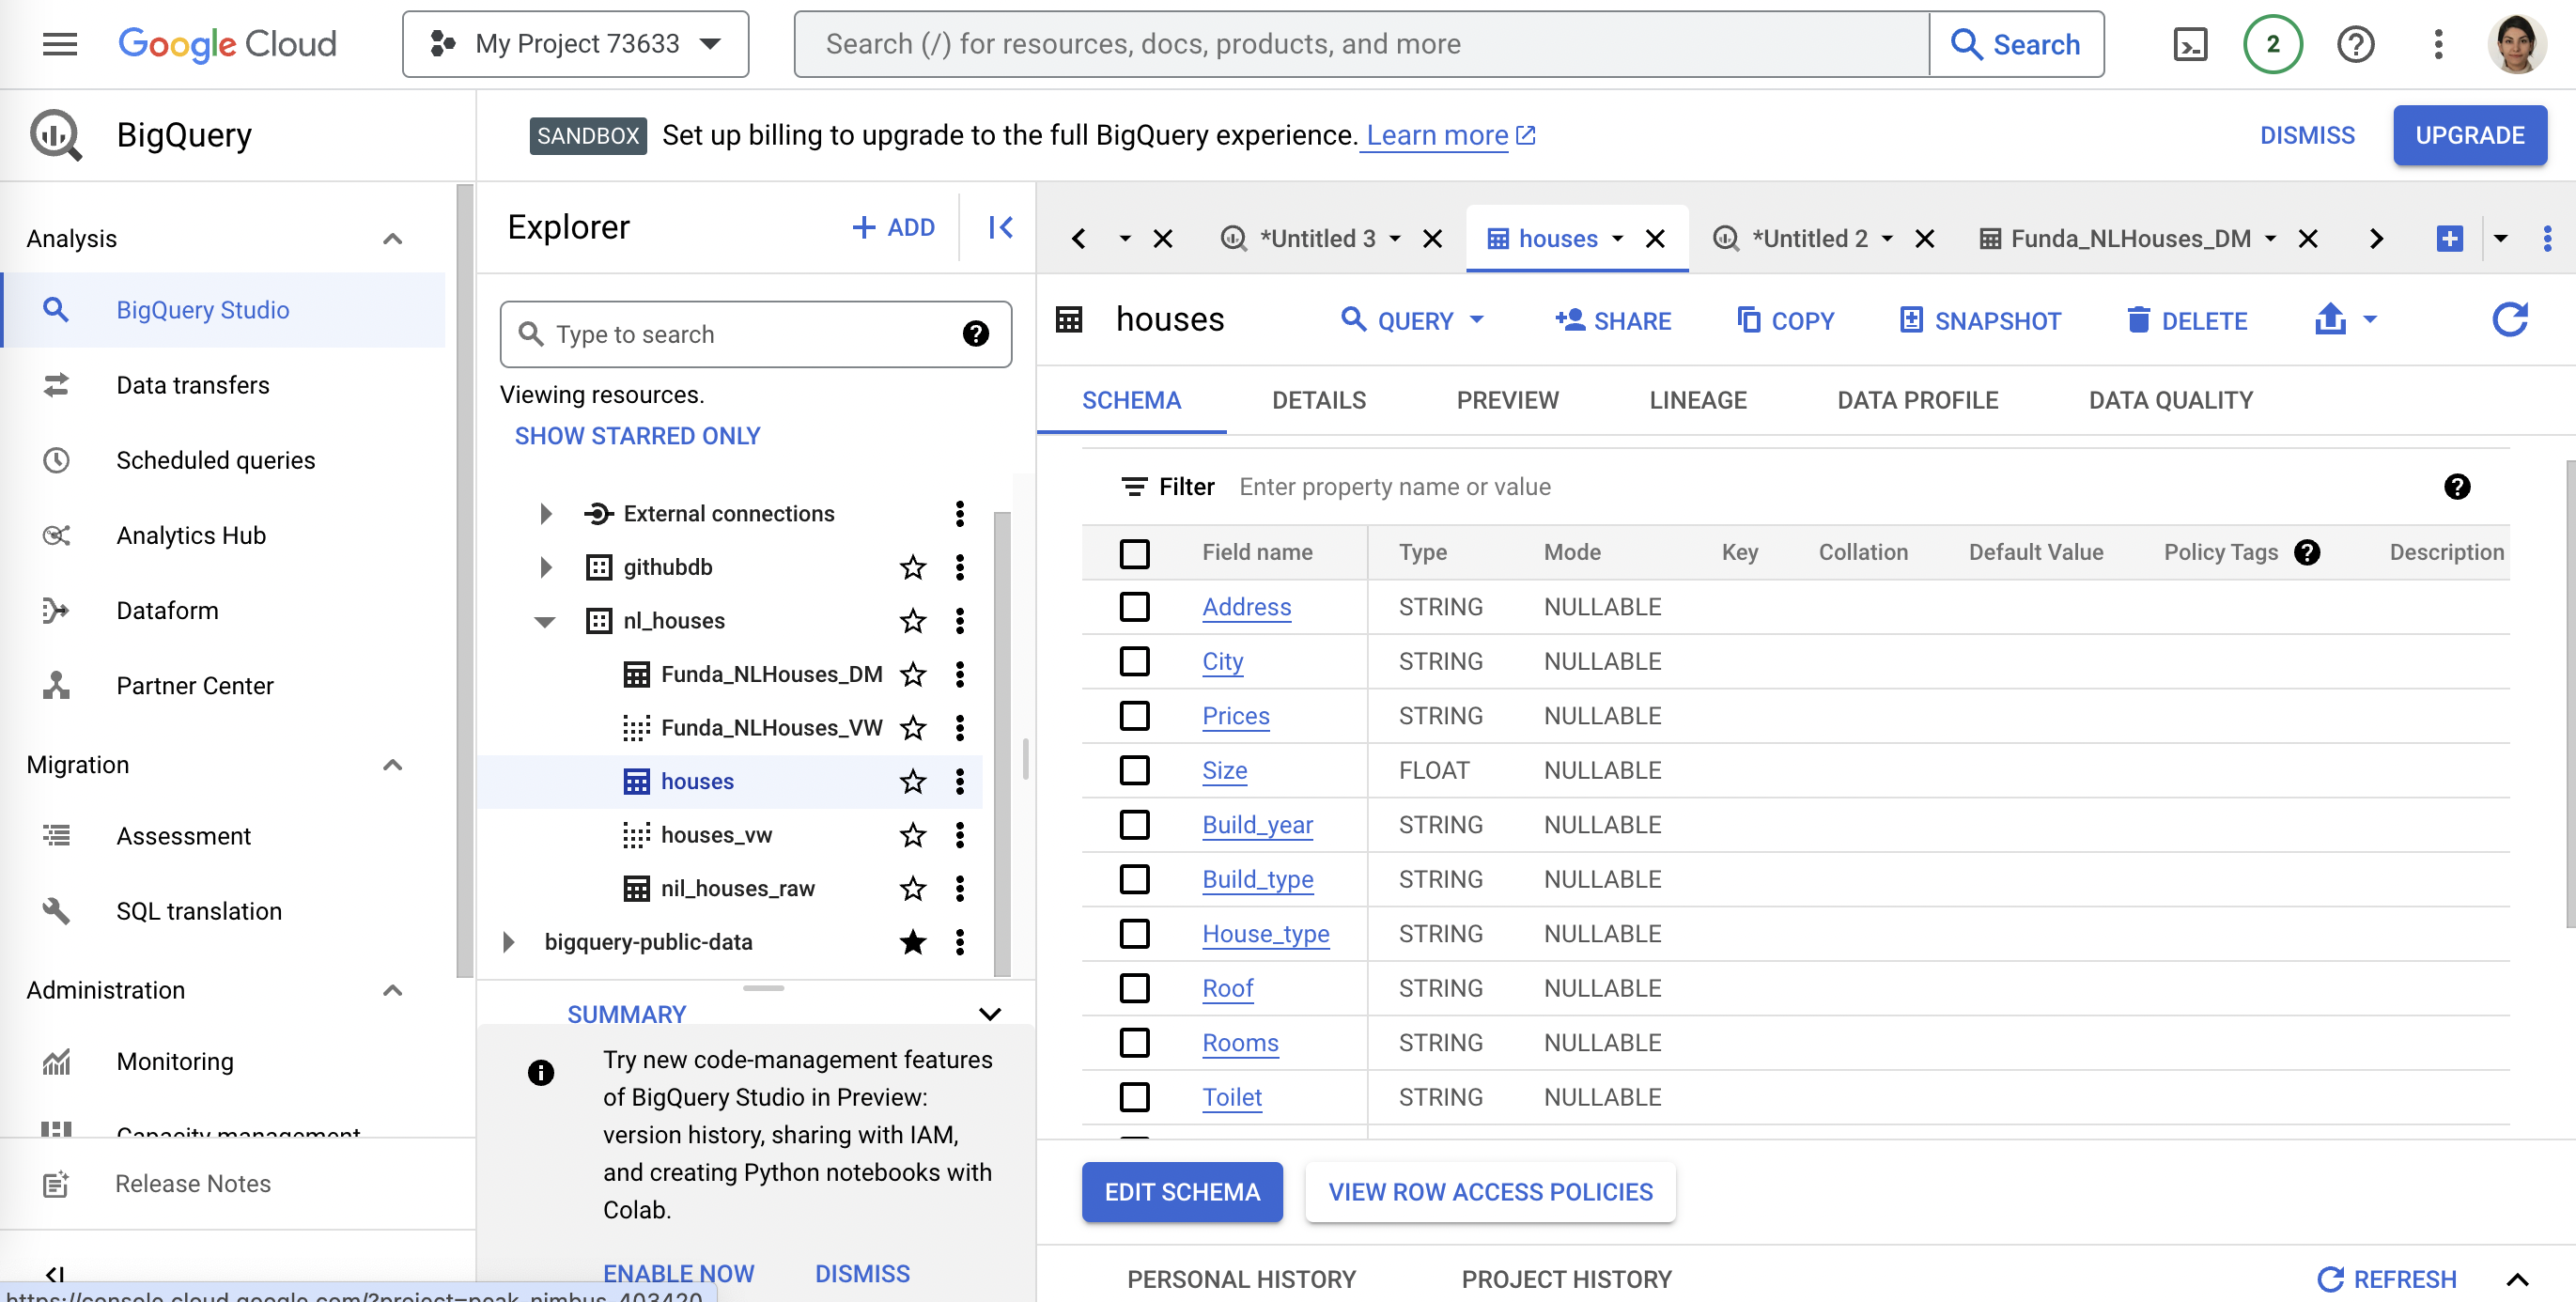 Google Cloud
My Project 73633
Search (/) for resources, docs, products, and more
Search
2
BigQuery
SANDBOX Set up billing to upgrade to the full BigQuery experience. Learn more
DISMISS
UPGRADE
Analysis
BigQuery Studio
Data transfers
Scheduled queries
Analytics Hub
Dataform
Partner Center
Migration
Assessment
SQL translation
Administration
Monitoring
Capacity management
Release Notes
https://console.cloud.google.com/?project=peak-nimbus-403420
Explorer
+ ADD
Type to search
Viewing resources.
SHOW STARRED ONLY
External connections
githubdb
nl_houses
Funda_NLHouses_DM
Funda_NLHouses_VW
houses
houses_vw
nil_houses_raw
bigquery-public-data
SUMMARY
Try new code-management features
of BigQuery Studio in Preview:
version history, sharing with IAM,
and creating Python notebooks with
Colab.
ENABLE NOW DISMISS
*Untitled 3 houses *Untitled 2 Funda_NLHouses_DM
houses QUERY SHARE COPY SNAPSHOT DELETE
SCHEMA DETAILS PREVIEW LINEAGE DATA PROFILE DATA QUALITY
Filter Enter property name or value
Field name Type Mode Key Collation Default Value Policy Tags Description
Address STRING NULLABLE
City STRING NULLABLE
Prices STRING NULLABLE
Size FLOAT NULLABLE
Build_year STRING NULLABLE
Build_type STRING NULLABLE
House_type STRING NULLABLE
Roof STRING NULLABLE
Rooms STRING NULLABLE
Toilet STRING NULLABLE
EDIT SCHEMA VIEW ROW ACCESS POLICIES
PERSONAL HISTORY PROJECT HISTORY REFRESH